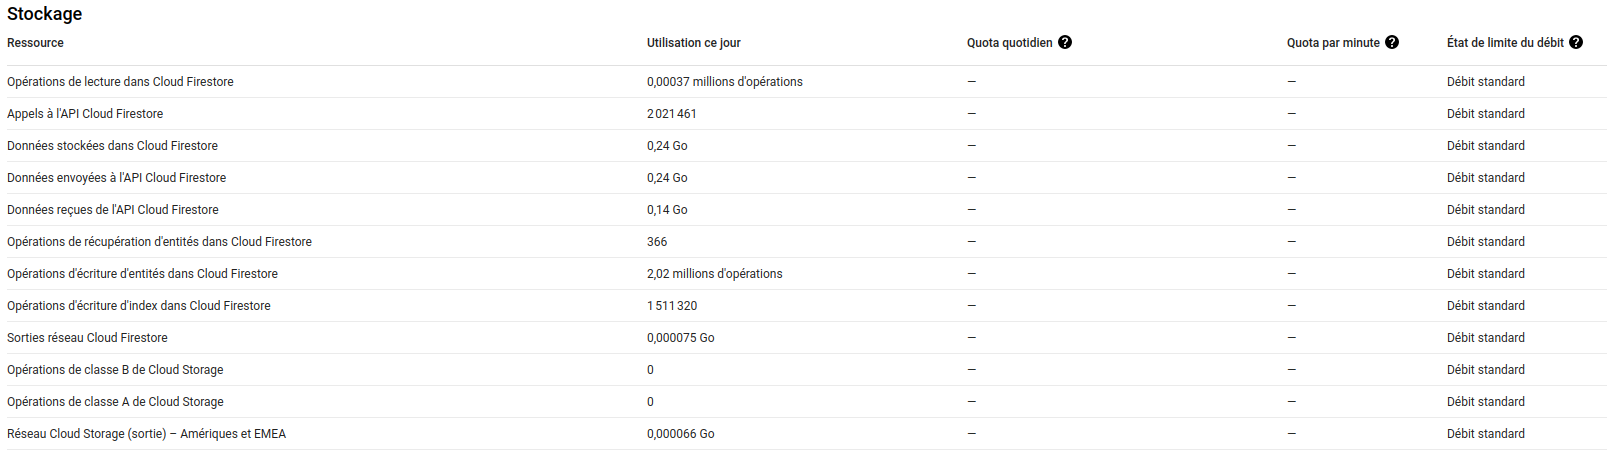 Stockage
Ressource Utilisation ce jour Quota quotidien ? Quota par minute ? État de limite du débit ?
Opérations de lecture dans Cloud Firestore 0,00037 millions d'opérations — — Débit standard
Appels à l'API Cloud Firestore 2 021 461 — — Débit standard
Données stockées dans Cloud Firestore 0,24 Go — — Débit standard
Données envoyées à l'API Cloud Firestore 0,24 Go — — Débit standard
Données reçues de l'API Cloud Firestore 0,14 Go — — Débit standard
Opérations de récupération d'entités dans Cloud Firestore 366 — — Débit standard
Opérations d'écriture d'entités dans Cloud Firestore 2,02 millions d'opérations — — Débit standard
Opérations d'écriture d'index dans Cloud Firestore 1 511 320 — — Débit standard
Sorties réseau Cloud Firestore 0,000075 Go — — Débit standard
Opérations de classe B de Cloud Storage 0 — — Débit standard
Opérations de classe A de Cloud Storage 0 — — Débit standard
Réseau Cloud Storage (sortie) – Amériques et EMEA 0,000066 Go — — Débit standard